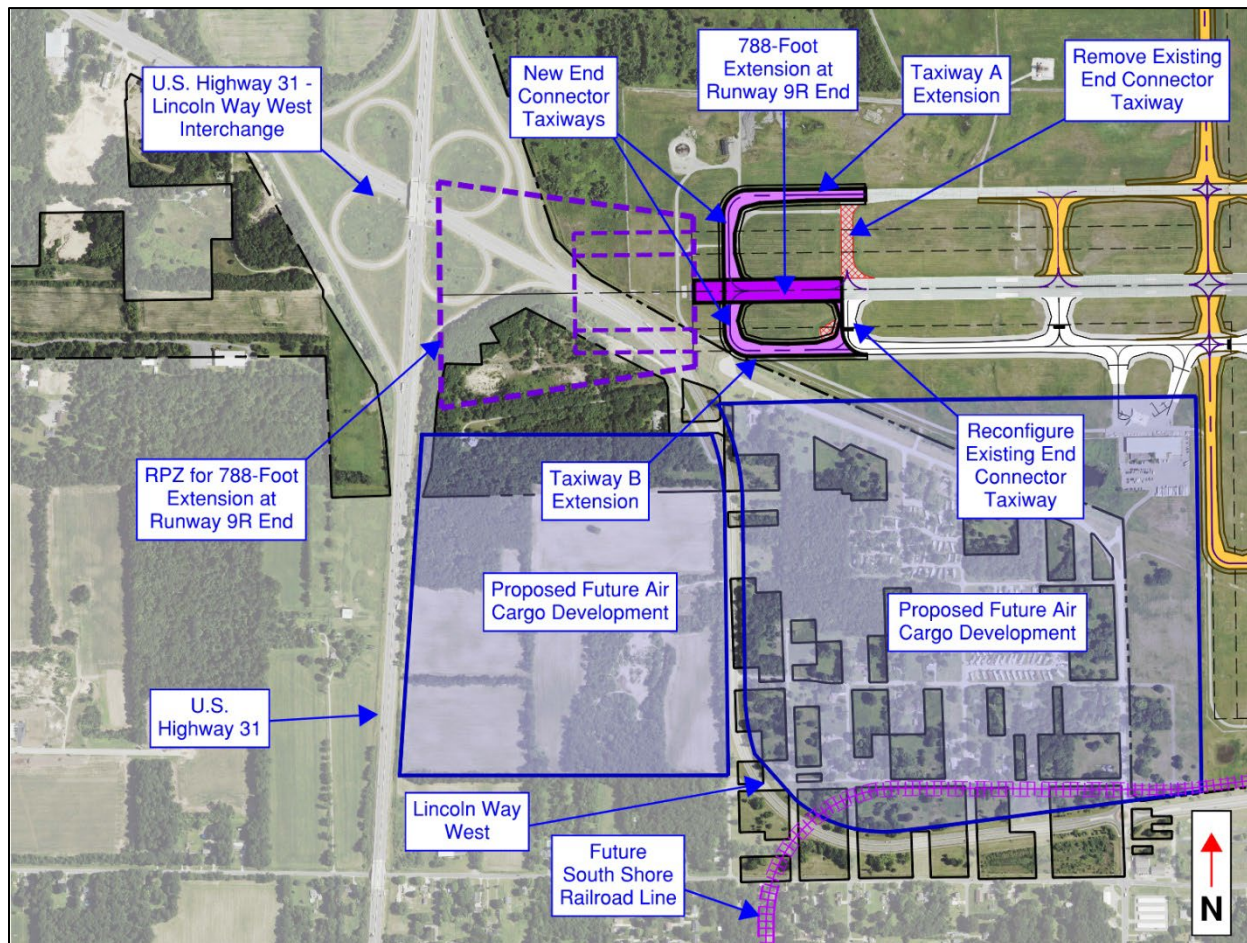 U.S. Highway 31 -
Lincoln Way West
Interchange
New End
Connector
Taxiways
788-Foot
Extension at
Runway 9R End
Taxiway A
Extension
Remove Existing
End Connector
Taxiway
RPZ for 788-Foot
Extension at
Runway 9R End
Taxiway B
Extension
Reconfigure
Existing End
Connector
Taxiway
Proposed Future Air
Cargo Development
Proposed Future Air
Cargo Development
U.S.
Highway 31
Lincoln Way
West
Future
South Shore
Railroad Line
N